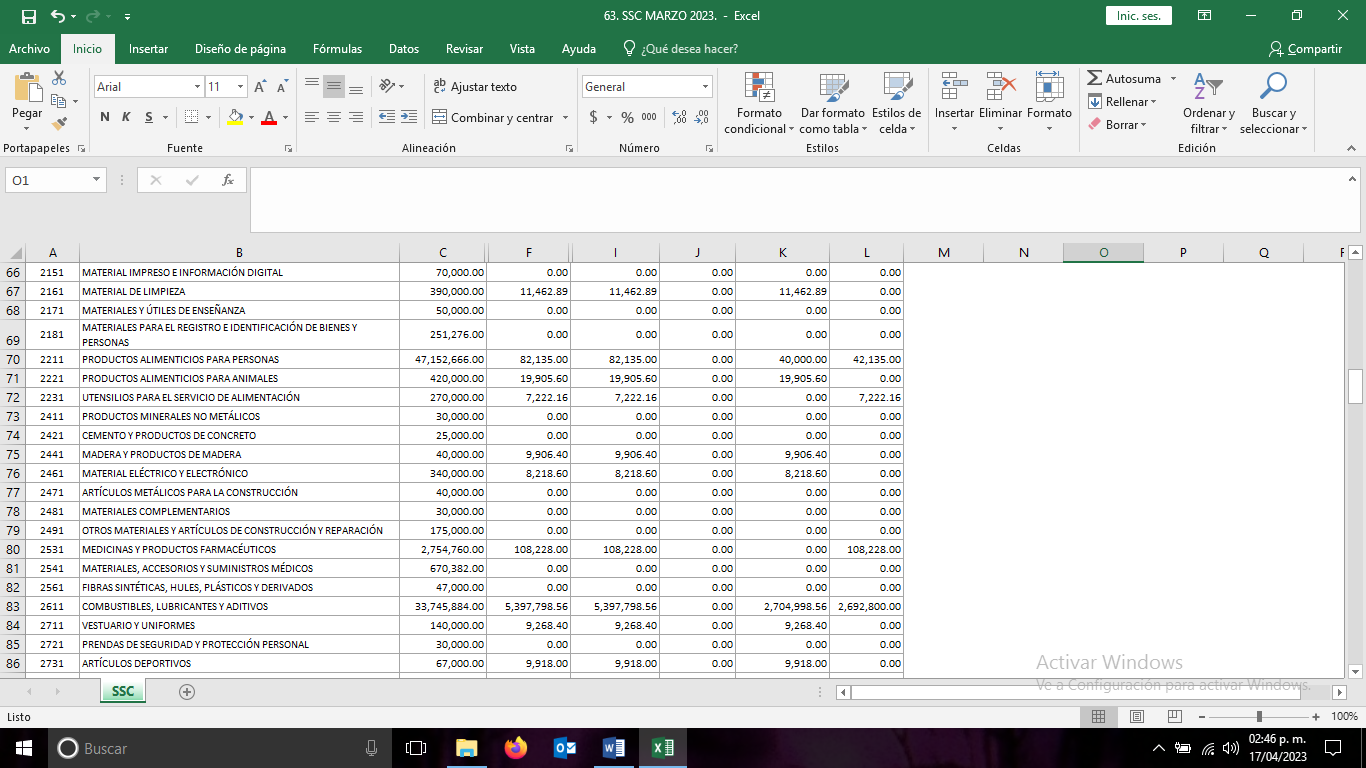 63. SSC MARZO 2023. - Excel
Inic. ses.
Archivo Inicio Insertar Diseño de página Fórmulas Datos Revisar Vista Ayuda ¿Qué desea hacer? Compartir
Pegar
Portapapeles
Arial 11
N K S
Fuente
Ajustar texto
Combinar y centrar
Alineación
General
$ % 000
Número
Formato condicional
Dar formato como tabla
Estilos de celda
Estilos
Insertar Eliminar Formato
Celdas
Autosuma
Rellenar
Borrar
Ordenar y filtrar
Buscar y seleccionar
Edición
O1 fx
A B C F I J K L M N O P Q
66 2151 MATERIAL IMPRESO E INFORMACIÓN DIGITAL 70,000.00 0.00 0.00 0.00 0.00 0.00
67 2161 MATERIAL DE LIMPIEZA 390,000.00 11,462.89 11,462.89 0.00 11,462.89 0.00
68 2171 MATERIALES Y ÚTILES DE ENSEÑANZA 50,000.00 0.00 0.00 0.00 0.00 0.00
69 2181 MATERIALES PARA EL REGISTRO E IDENTIFICACIÓN DE BIENES Y
PERSONAS 251,276.00 0.00 0.00 0.00 0.00 0.00
70 2211 PRODUCTOS ALIMENTICIOS PARA PERSONAS 47,152,666.00 82,135.00 82,135.00 0.00 40,000.00 42,135.00
71 2221 PRODUCTOS ALIMENTICIOS PARA ANIMALES 420,000.00 19,905.60 19,905.60 0.00 19,905.60 0.00
72 2231 UTENSILIOS PARA EL SERVICIO DE ALIMENTACIÓN 270,000.00 7,222.16 7,222.16 0.00 0.00 7,222.16
73 2411 PRODUCTOS MINERALES NO METÁLICOS 30,000.00 0.00 0.00 0.00 0.00 0.00
74 2421 CEMENTO Y PRODUCTOS DE CONCRETO 25,000.00 0.00 0.00 0.00 0.00 0.00
75 2441 MADERA Y PRODUCTOS DE MADERA 40,000.00 9,906.40 9,906.40 0.00 9,906.40 0.00
76 2461 MATERIAL ELÉCTRICO Y ELECTRÓNICO 340,000.00 8,218.60 8,218.60 0.00 8,218.60 0.00
77 2471 ARTÍCULOS METÁLICOS PARA LA CONSTRUCCIÓN 40,000.00 0.00 0.00 0.00 0.00 0.00
78 2481 MATERIALES COMPLEMENTARIOS 30,000.00 0.00 0.00 0.00 0.00 0.00
79 2491 OTROS MATERIALES Y ARTÍCULOS DE CONSTRUCCIÓN Y REPARACIÓN 175,000.00 0.00 0.00 0.00 0.00 0.00
80 2531 MEDICINAS Y PRODUCTOS FARMACÉUTICOS 2,754,760.00 108,228.00 108,228.00 0.00 0.00 108,228.00
81 2541 MATERIALES, ACCESORIOS Y SUMINISTROS MÉDICOS 670,382.00 0.00 0.00 0.00 0.00 0.00
82 2561 FIBRAS SINTÉTICAS, HULES, PLÁSTICOS Y DERIVADOS 47,000.00 0.00 0.00 0.00 0.00 0.00
83 2611 COMBUSTIBLES, LUBRICANTES Y ADITIVOS 33,745,884.00 5,397,798.56 5,397,798.56 0.00 2,704,998.56 2,692,800.00
84 2711 VESTUARIO Y UNIFORMES 140,000.00 9,268.40 9,268.40 0.00 9,268.40 0.00
85 2721 PRENDAS DE SEGURIDAD Y PROTECCIÓN PERSONAL 30,000.00 0.00 0.00 0.00 0.00 0.00
86 2731 ARTÍCULOS DEPORTIVOS 67,000.00 9,918.00 9,918.00 0.00 9,918.00 0.00
Activar Windows
Ve a Configuración para activar Windows.
SSC
Listo 100%
Buscar
02:46 p. m.
17/04/2023